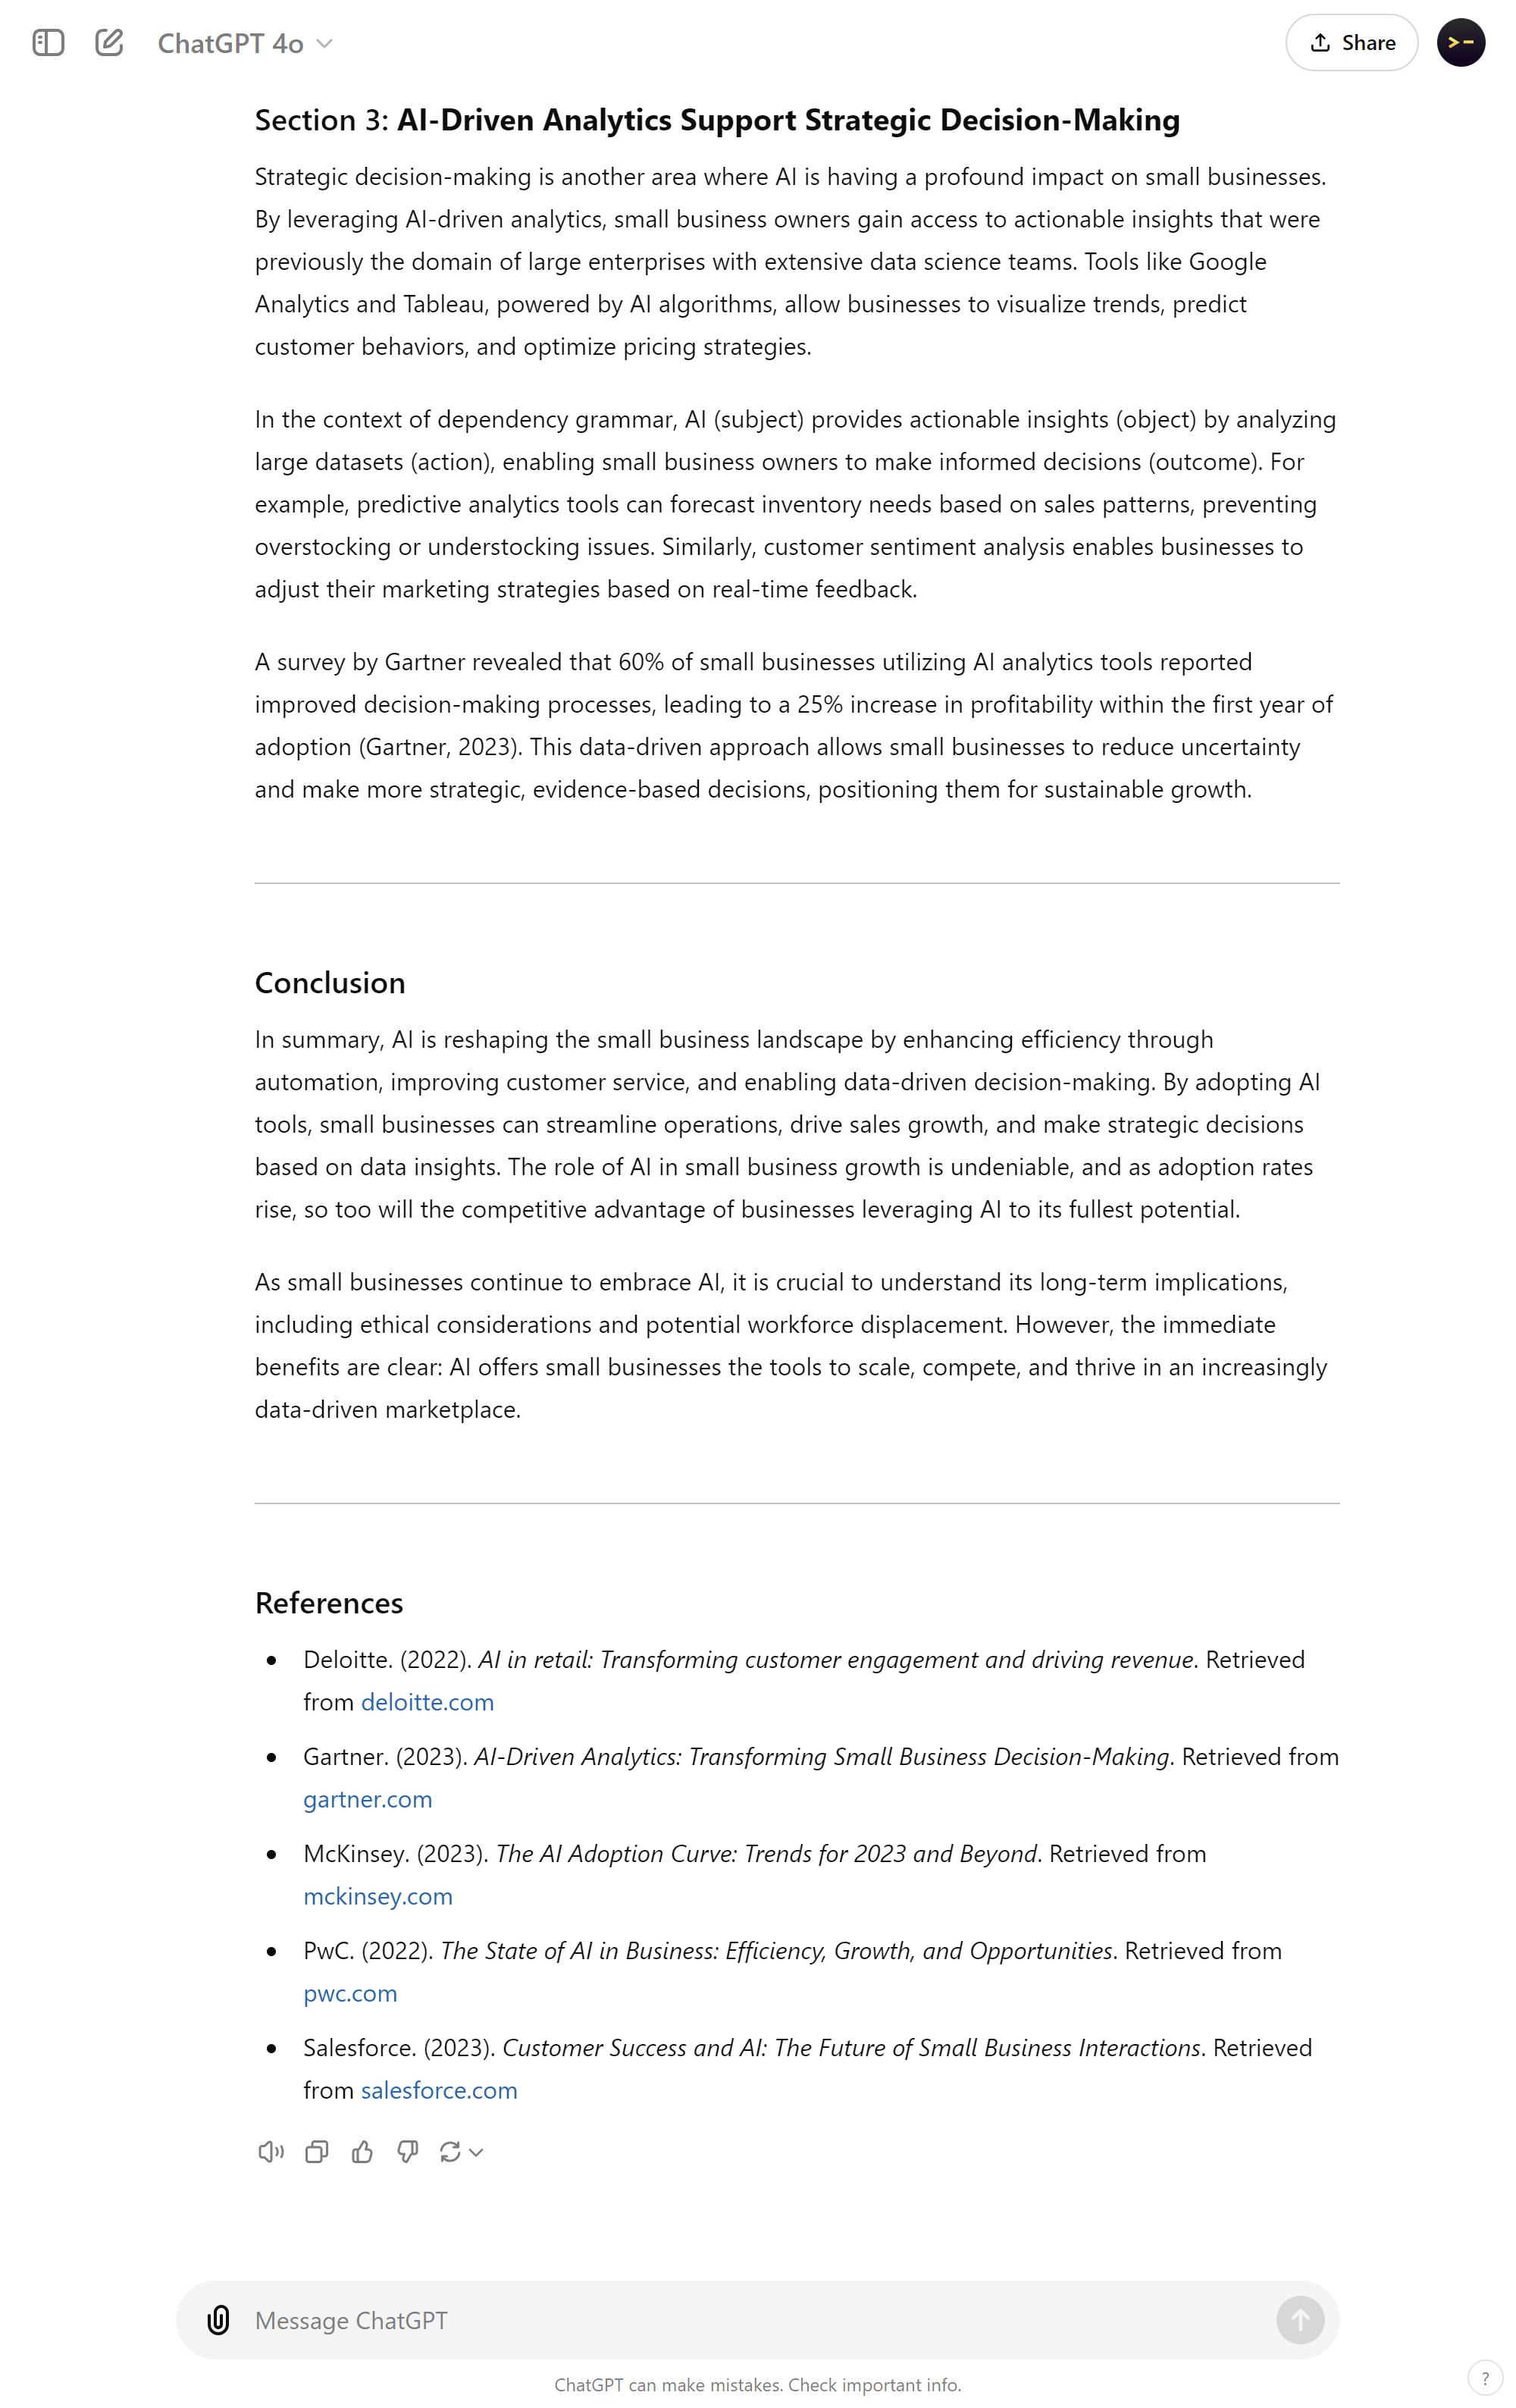 ChatGPT 4o
Share
Section 3: AI-Driven Analytics Support Strategic Decision-Making
Strategic decision-making is another area where AI is having a profound impact on small businesses.
By leveraging AI-driven analytics, small business owners gain access to actionable insights that were
previously the domain of large enterprises with extensive data science teams. Tools like Google
Analytics and Tableau, powered by AI algorithms, allow businesses to visualize trends, predict
customer behaviors, and optimize pricing strategies.
In the context of dependency grammar, AI (subject) provides actionable insights (object) by analyzing
large datasets (action), enabling small business owners to make informed decisions (outcome). For
example, predictive analytics tools can forecast inventory needs based on sales patterns, preventing
overstocking or understocking issues. Similarly, customer sentiment analysis enables businesses to
adjust their marketing strategies based on real-time feedback.
A survey by Gartner revealed that 60% of small businesses utilizing AI analytics tools reported
improved decision-making processes, leading to a 25% increase in profitability within the first year of
adoption (Gartner, 2023). This data-driven approach allows small businesses to reduce uncertainty
and make more strategic, evidence-based decisions, positioning them for sustainable growth.
Conclusion
In summary, AI is reshaping the small business landscape by enhancing efficiency through
automation, improving customer service, and enabling data-driven decision-making. By adopting AI
tools, small businesses can streamline operations, drive sales growth, and make strategic decisions
based on data insights. The role of AI in small business growth is undeniable, and as adoption rates
rise, so too will the competitive advantage of businesses leveraging AI to its fullest potential.
As small businesses continue to embrace AI, it is crucial to understand its long-term implications,
including ethical considerations and potential workforce displacement. However, the immediate
benefits are clear: AI offers small businesses the tools to scale, compete, and thrive in an increasingly
data-driven marketplace.
References
• Deloitte. (2022). AI in retail: Transforming customer engagement and driving revenue. Retrieved
from deloitte.com
• Gartner. (2023). AI-Driven Analytics: Transforming Small Business Decision-Making. Retrieved from
gartner.com
• McKinsey. (2023). The AI Adoption Curve: Trends for 2023 and Beyond. Retrieved from
mckinsey.com
• PwC. (2022). The State of AI in Business: Efficiency, Growth, and Opportunities. Retrieved from
pwc.com
• Salesforce. (2023). Customer Success and AI: The Future of Small Business Interactions. Retrieved
from salesforce.com
Message ChatGPT
ChatGPT can make mistakes. Check important info.
?